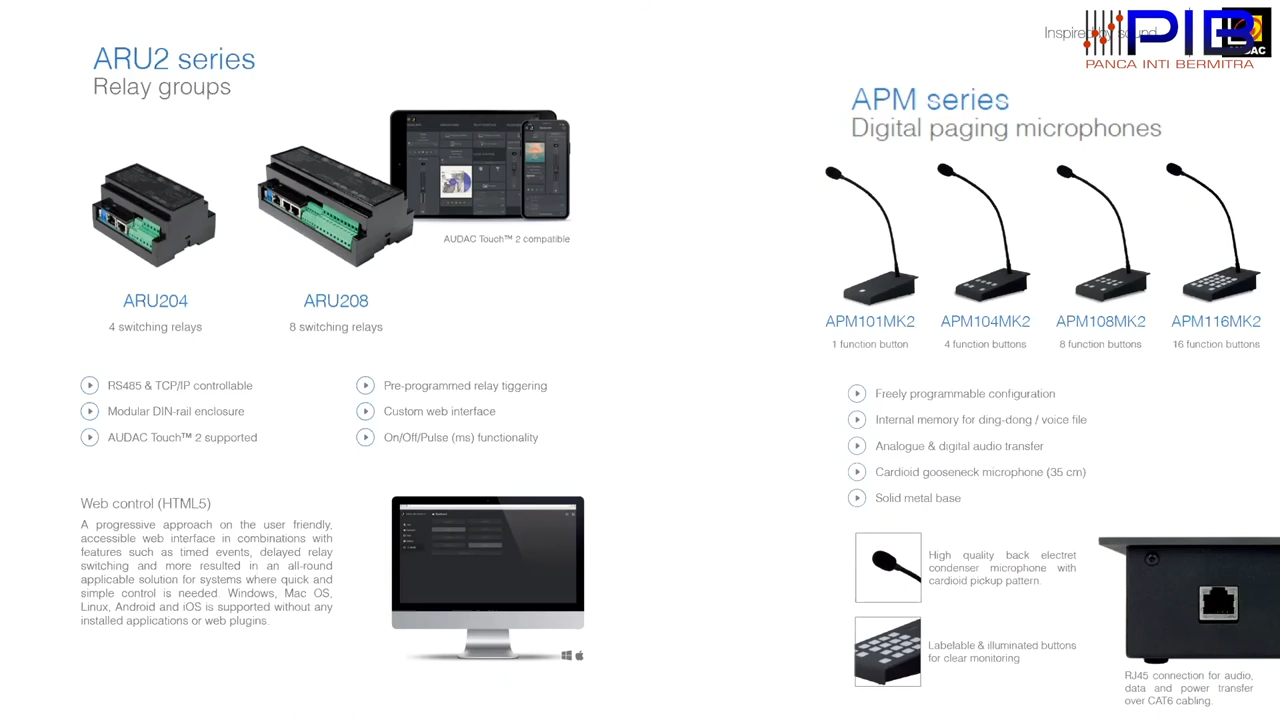 ARU2 series
Relay groups
AUDAC Touch™ 2 compatible
ARU204
4 switching relays
ARU208
8 switching relays
RS485 & TCP/IP controllable
Modular DIN-rail enclosure
AUDAC Touch™ 2 supported
Pre-programmed relay tiggering
Custom web interface
On/Off/Pulse (ms) functionality
Web control (HTML5)
A progressive approach on the user friendly,
accessible web interface in combinations with
features such as timed events, delayed relay
switching and more resulted in an all-round
applicable solution for systems where quick and
simple control is needed. Windows, Mac OS,
Linux, Android and iOS is supported without any
installed applications or web plugins.
Inspired by sound
PIB
PANCA INTI BERMITRA
APM series
Digital paging microphones
APM101MK2
1 function button
APM104MK2
4 function buttons
APM108MK2
8 function buttons
APM116MK2
16 function buttons
Freely programmable configuration
Internal memory for ding-dong / voice file
Analogue & digital audio transfer
Cardioid gooseneck microphone (35 cm)
Solid metal base
High quality back electret
condenser microphone with
cardioid pickup pattern.
Labelable & illuminated buttons
for clear monitoring
RJ45 connection for audio,
data and power transfer
over CAT6 cabling.